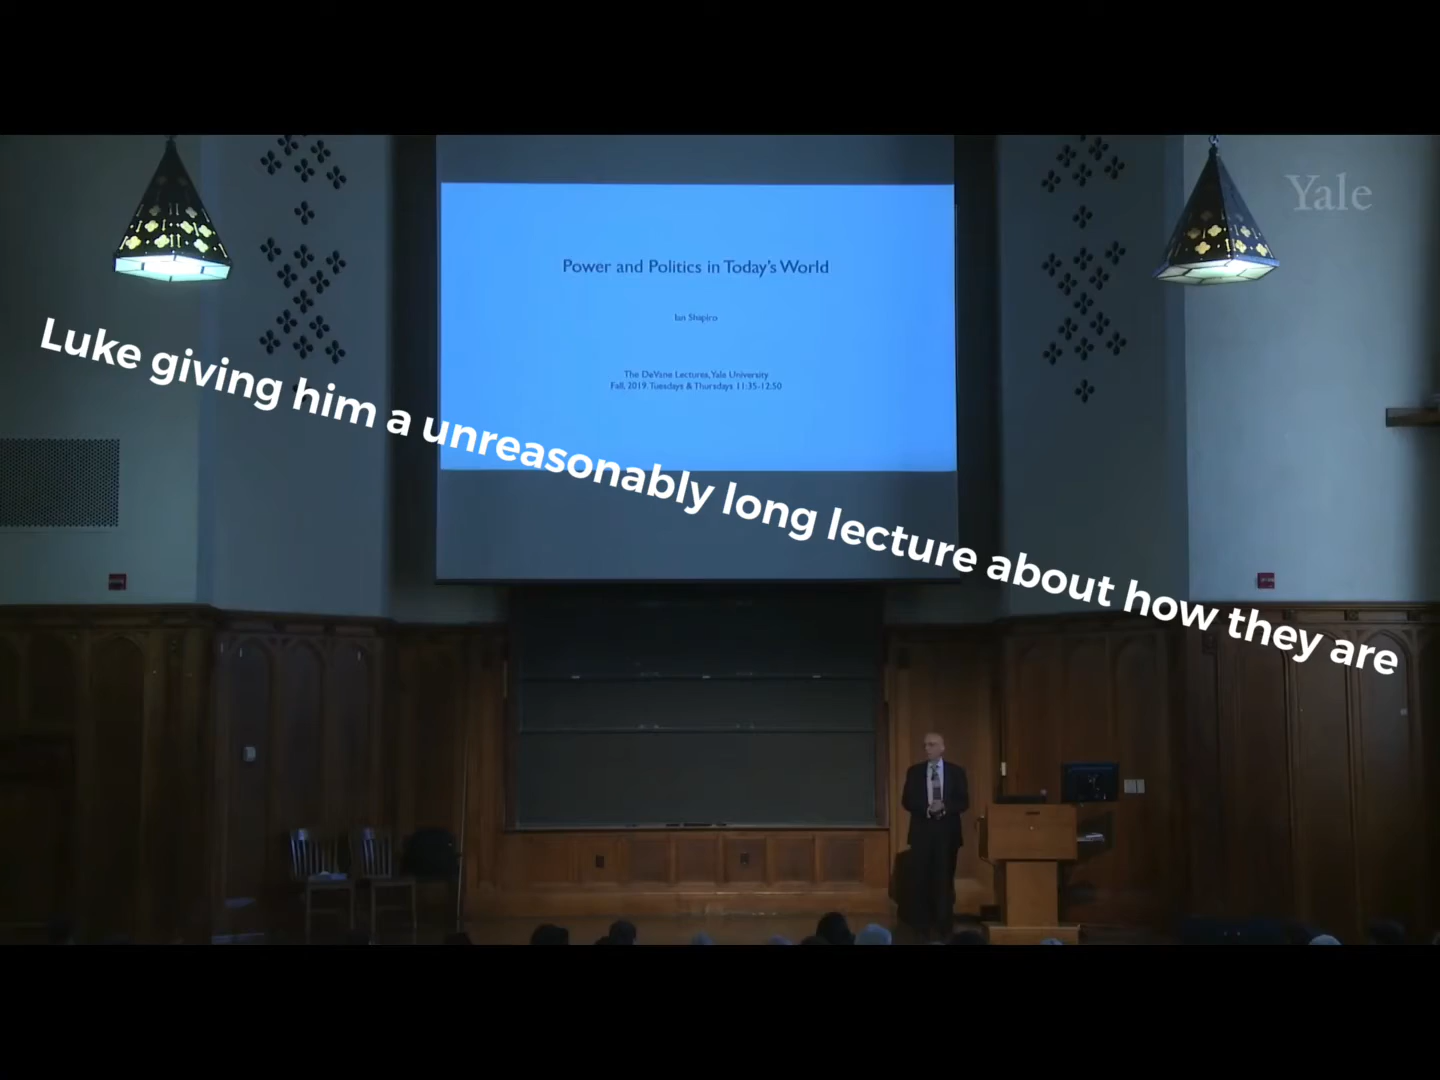 Yale
Power and Politics in Today's World
Ian Shapiro
The DeVane Lectures, Yale University
Fall, 2019. Tuesdays & Thursdays 11:35-12:50
Luke giving him a unreasonably long lecture about how they are